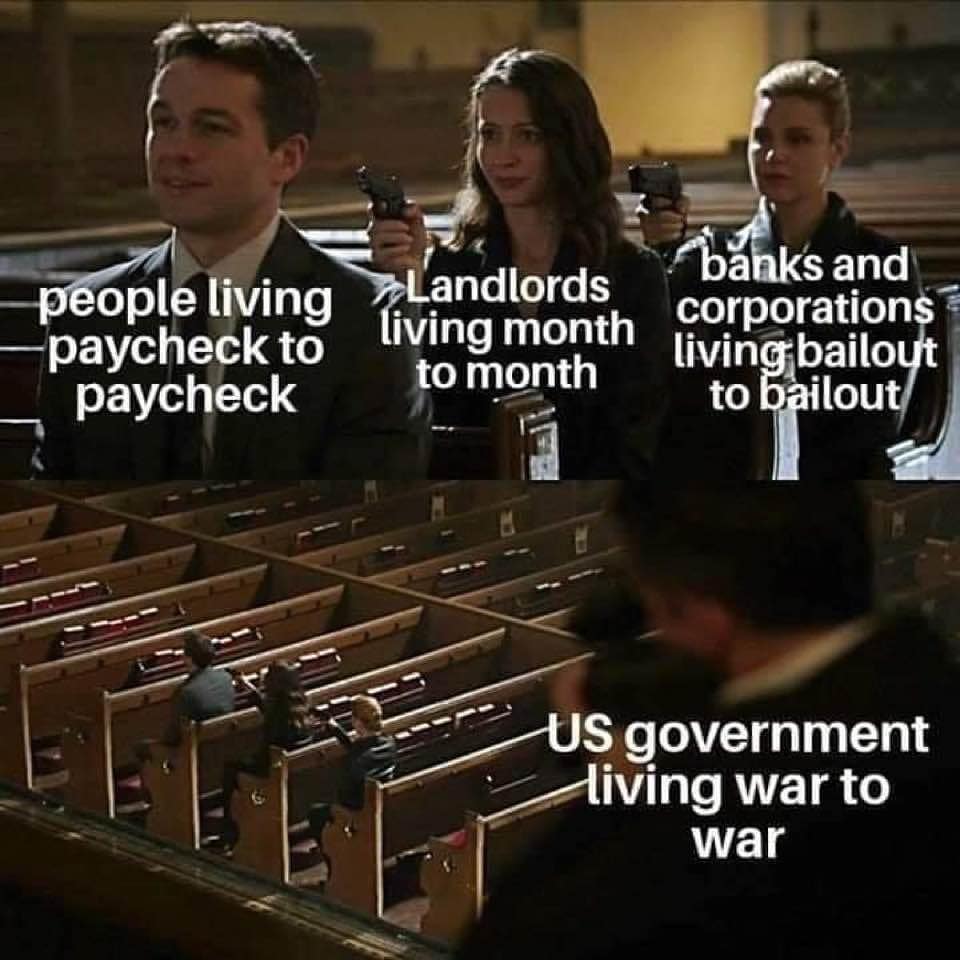 people living
paycheck to
paycheck
Landlords
living month
to month
banks and
corporations
living bailout
to bailout
US government
living war to
war